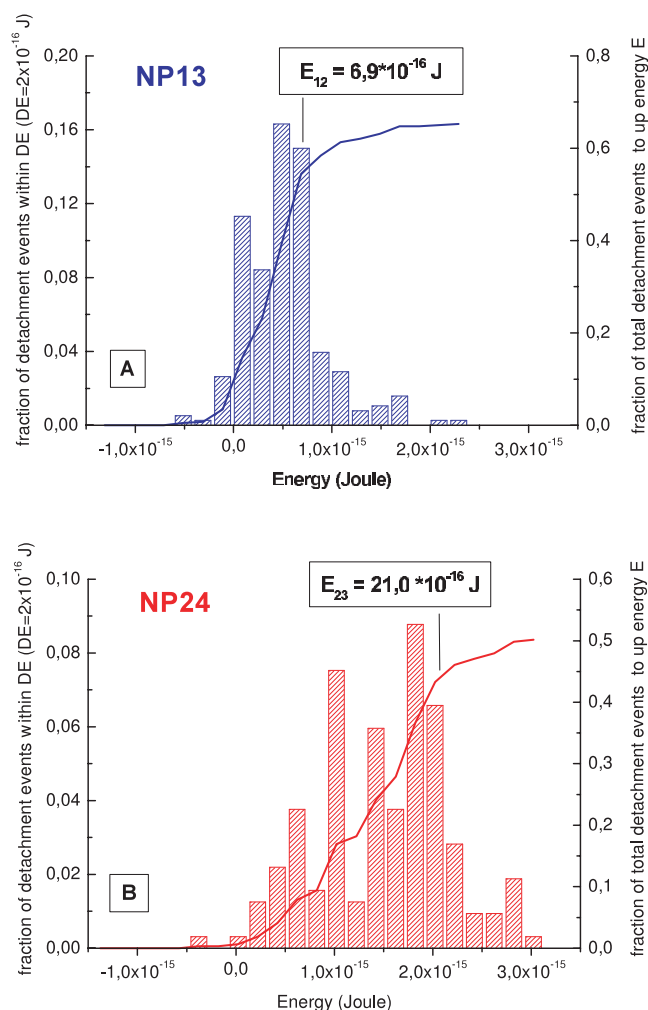 fraction of detachment events within DE (DE=2x10⁻¹⁶ J)
0,20
0,16
0,12
0,08
0,04
0,00
NP13
E₁₂ = 6,9*10⁻¹⁶ J
A
0,8
0,6
0,4
0,2
0,0
fraction of total detachment events to up energy E
-1,0x10⁻¹⁵ 0,0 1,0x10⁻¹⁵ 2,0x10⁻¹⁵ 3,0x10⁻¹⁵
Energy (Joule)
fraction of detachment events within DE (DE=2x10⁻¹⁶ J)
0,10
0,08
0,06
0,04
0,02
0,00
NP24
E₂₃ = 21,0 *10⁻¹⁶ J
B
0,6
0,5
0,4
0,3
0,2
0,1
0,0
fraction of total detachment events to up energy E
-1,0x10⁻¹⁵ 0,0 1,0x10⁻¹⁵ 2,0x10⁻¹⁵ 3,0x10⁻¹⁵
Energy (Joule)